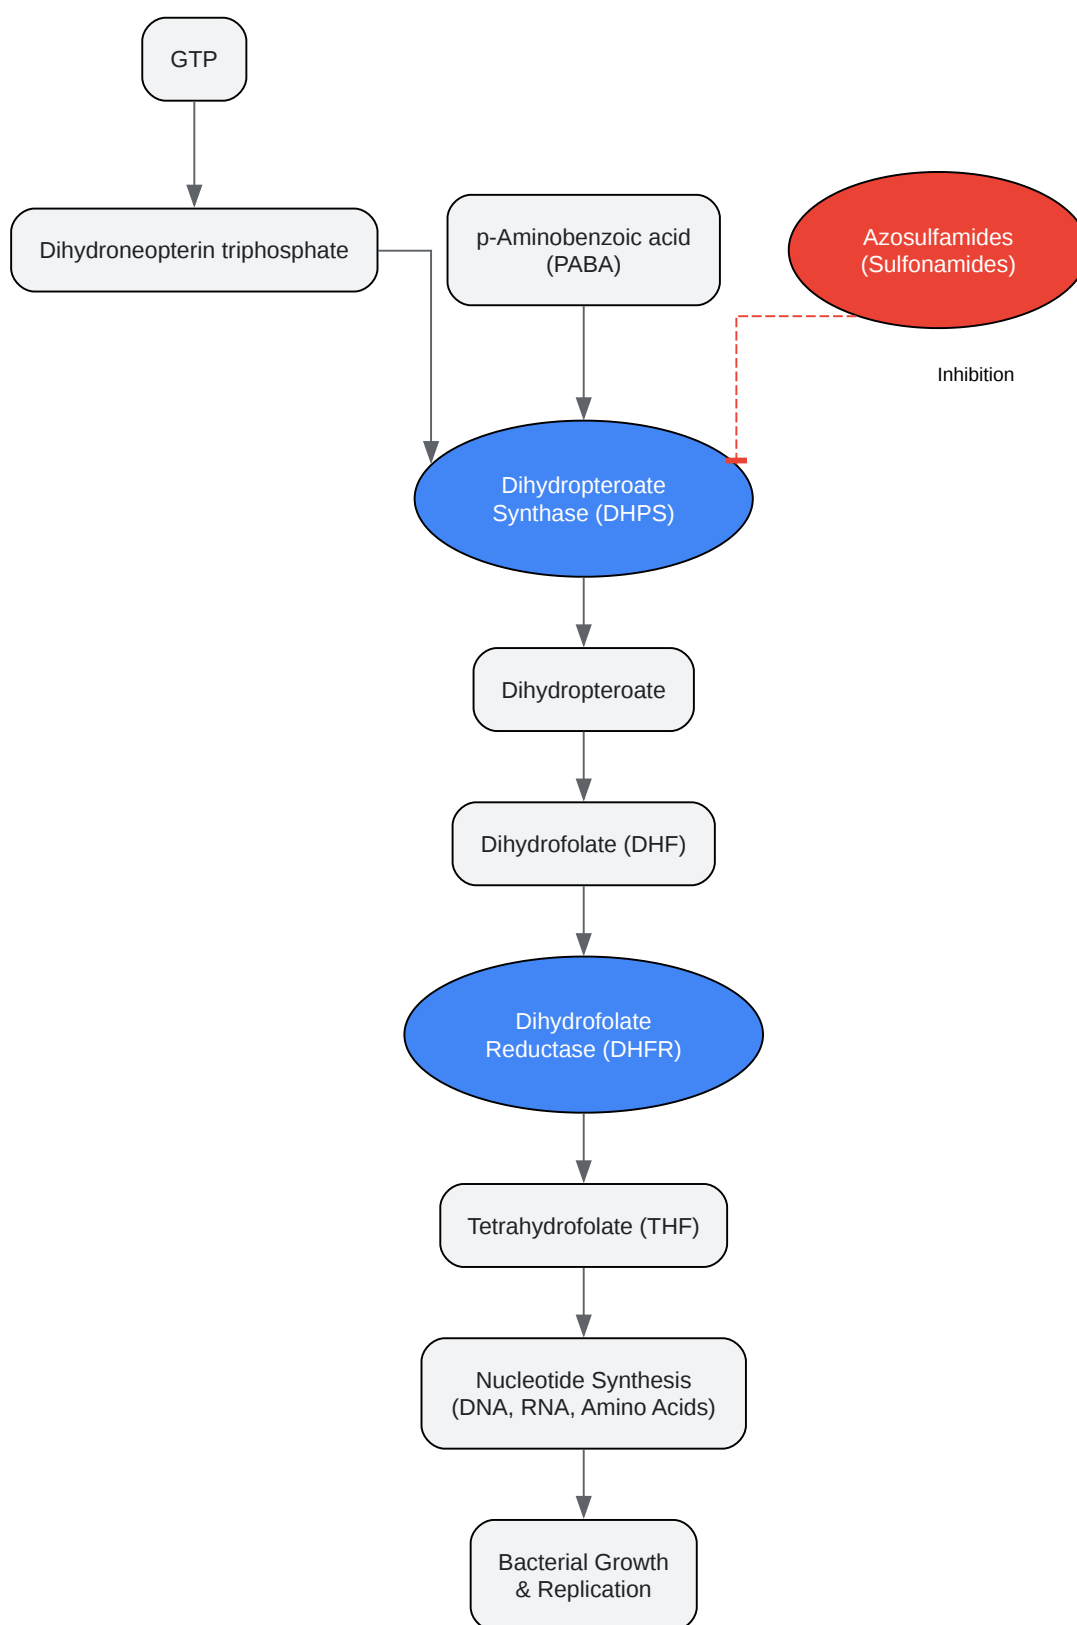 GTP
Dihydroneopterin triphosphate
p-Aminobenzoic acid
(PABA)
Azosulfamides
(Sulfonamides)
Inhibition
Dihydropteroate
Synthase (DHPS)
Dihydropteroate
Dihydrofolate (DHF)
Dihydrofolate
Reductase (DHFR)
Tetrahydrofolate (THF)
Nucleotide Synthesis
(DNA, RNA, Amino Acids)
Bacterial Growth
& Replication